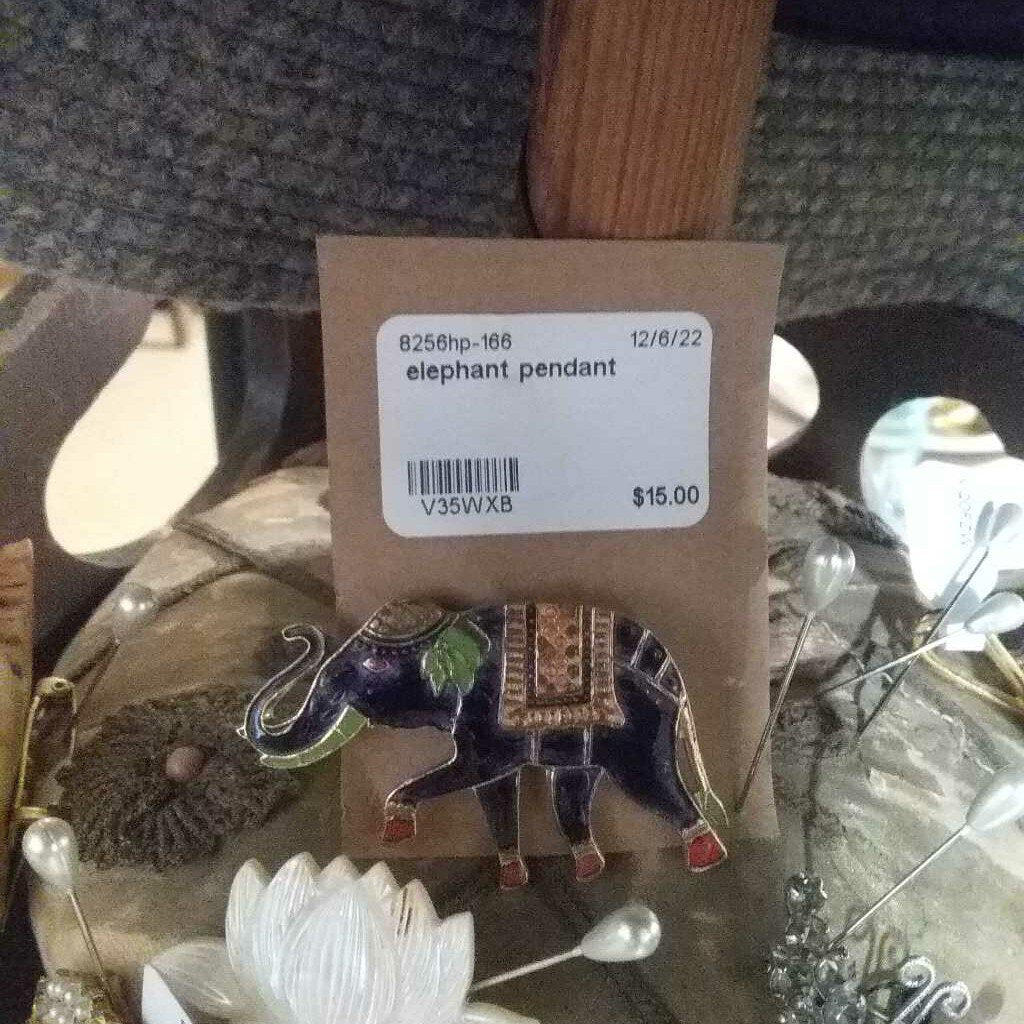 8256hp-166 12/6/22
elephant pendant
V35WXB $15.00